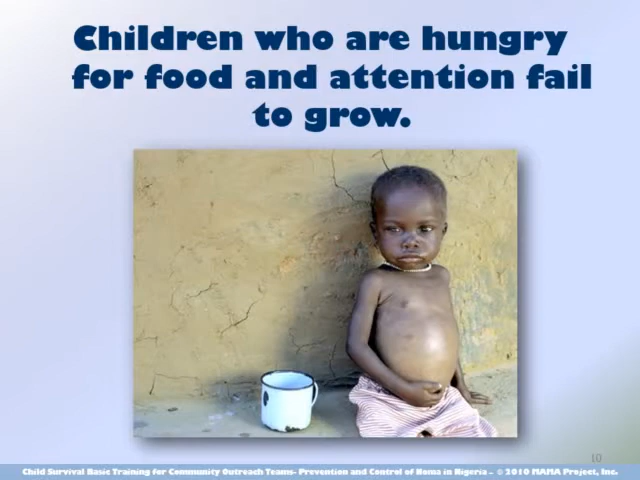 Children who are hungry
for food and attention fail
to grow.
10
Child Survival Basic Training for Community Outreach Teams- Prevention and Control of Noma in Nigeria – © 2010 MAMA Project, Inc.